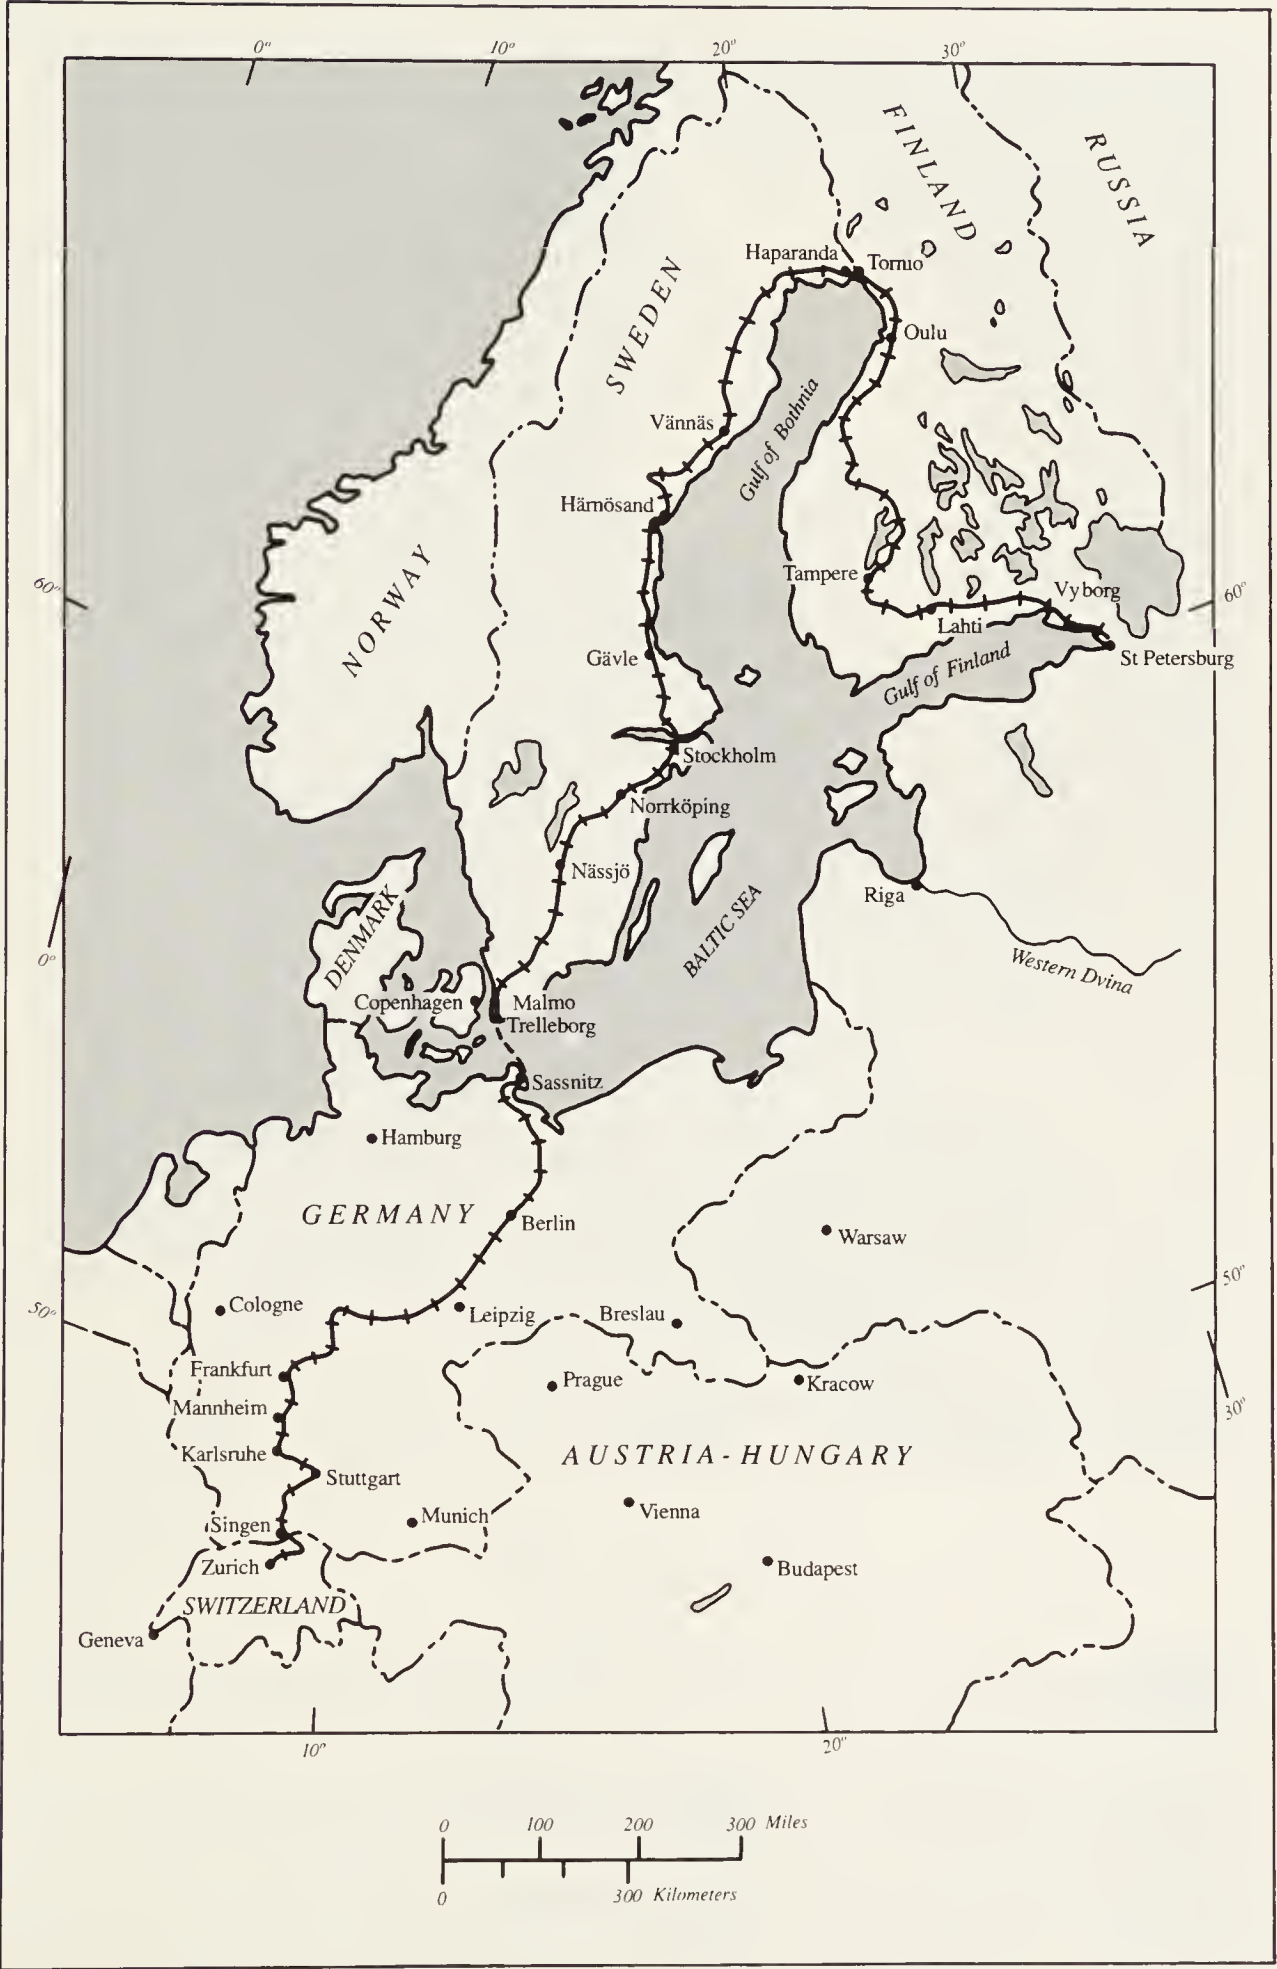 0°
10°
20°
30°
FINLAND
RUSSIA
Haparanda
Tornio
SWEDEN
Oulu
Gulf of Bothnia
Vännäs
Härnösand
NORWAY
60°
Tampere
Vyborg
60°
Lahti
St Petersburg
Gävle
Gulf of Finland
Stockholm
Norrköping
Nässjö
Riga
DENMARK
BALTIC SEA
0°
Western Dvina
Copenhagen
Malmo
Trelleborg
Sassnitz
Hamburg
GERMANY
Berlin
Warsaw
50°
Cologne
50°
Leipzig
Breslau
Frankfurt
Prague
Kracow
Mannheim
30°
Karlsruhe
AUSTRIA-HUNGARY
Stuttgart
Munich
Vienna
Singen
Zurich
Budapest
SWITZERLAND
Geneva
10°
20°
0 100 200 300 Miles
0 300 Kilometers